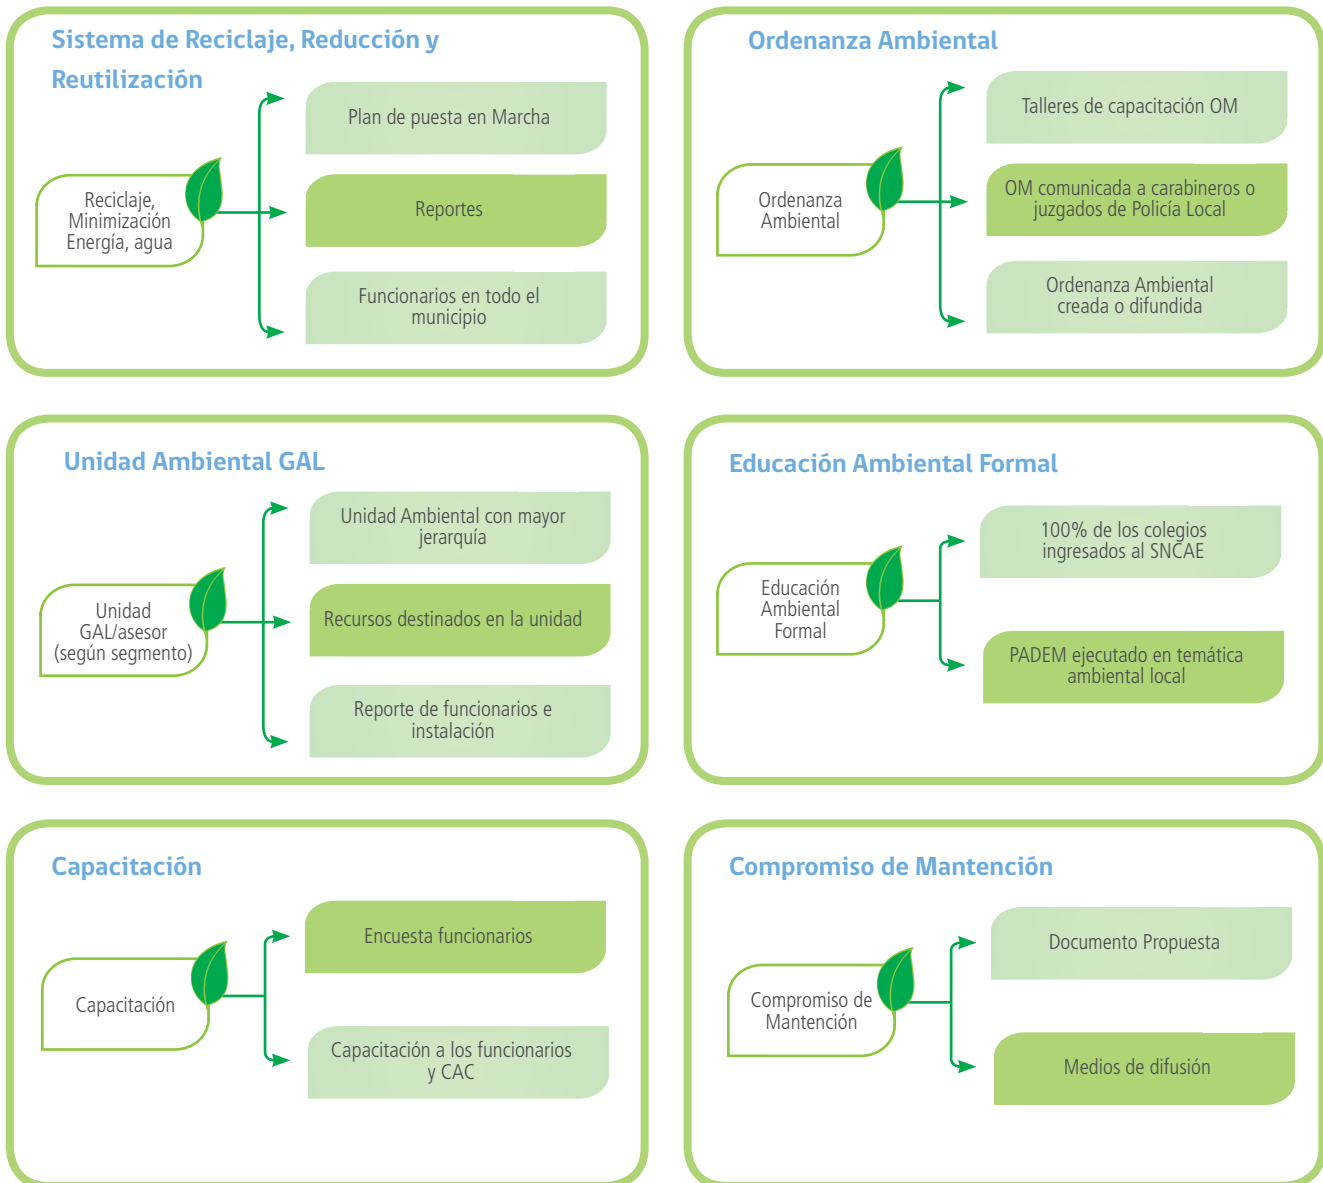 Sistema de Reciclaje, Reducción y
Reutilización
Reciclaje,
Minimización
Energía, agua
Plan de puesta en Marcha
Reportes
Funcionarios en todo el
municipio
Ordenanza Ambiental
Ordenanza
Ambiental
Talleres de capacitación OM
OM comunicada a carabineros o
juzgados de Policía Local
Ordenanza Ambiental
creada o difundida
Unidad Ambiental GAL
Unidad
GAL/asesor
(según segmento)
Unidad Ambiental con mayor
jerarquía
Recursos destinados en la unidad
Reporte de funcionarios e
instalación
Educación Ambiental Formal
Educación
Ambiental
Formal
100% de los colegios
ingresados al SNCAE
PADEM ejecutado en temática
ambiental local
Capacitación
Capacitación
Encuesta funcionarios
Capacitación a los funcionarios
y CAC
Compromiso de Mantención
Compromiso de
Mantención
Documento Propuesta
Medios de difusión